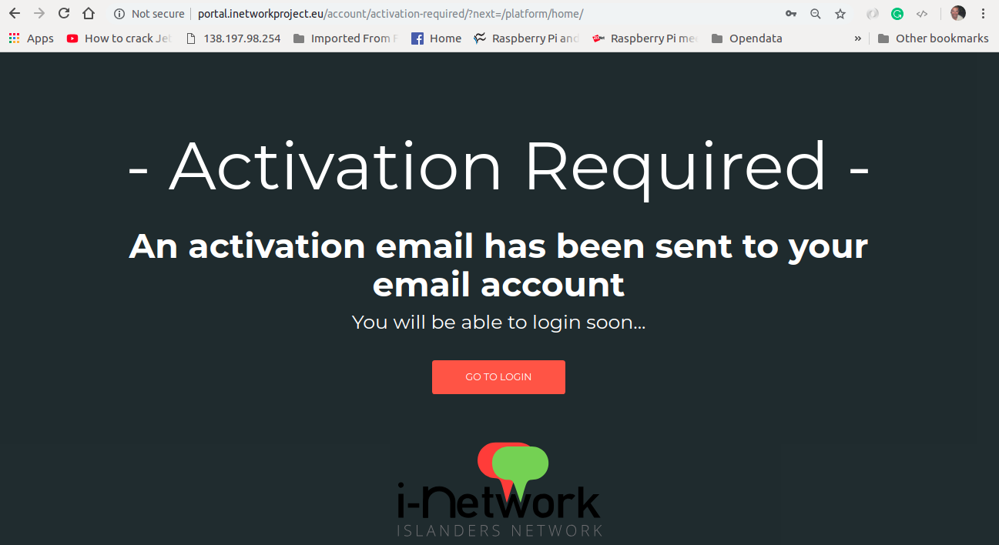 Not secure
portal.inetworkproject.eu/account/activation-required/?next=/platform/home/
Apps
How to crack Jet
138.197.98.254
Imported From F
Home
Raspberry Pi and
Raspberry Pi mee
Opendata
»
Other bookmarks
- Activation Required -
An activation email has been sent to your
email account
You will be able to login soon...
GO TO LOGIN
i-network
ISLANDERS NETWORK